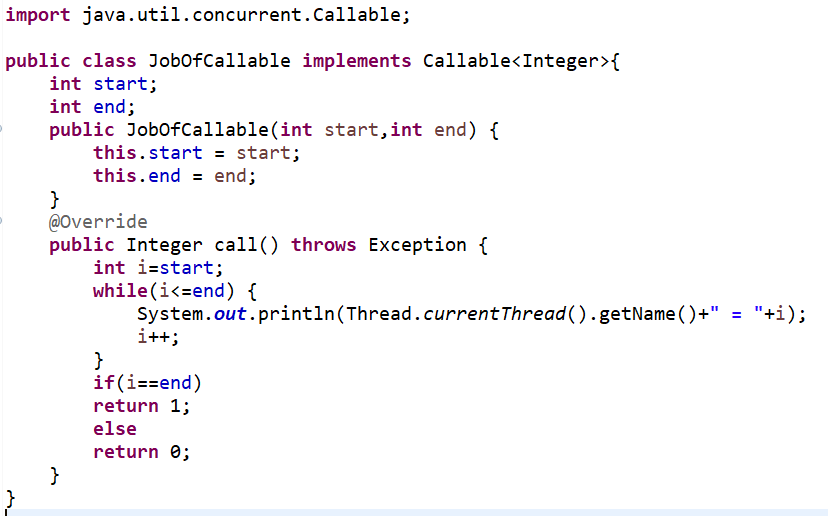 import java.util.concurrent.Callable;

public class JobOfCallable implements Callable<Integer>{
    int start;
    int end;
    public JobOfCallable(int start,int end) {
        this.start = start;
        this.end = end;
    }
    @Override
    public Integer call() throws Exception {
        int i=start;
        while(i<=end) {
            System.out.println(Thread.currentThread().getName()+" = "+i);
            i++;
        }
        if(i==end)
        return 1;
        else
        return 0;
    }
}